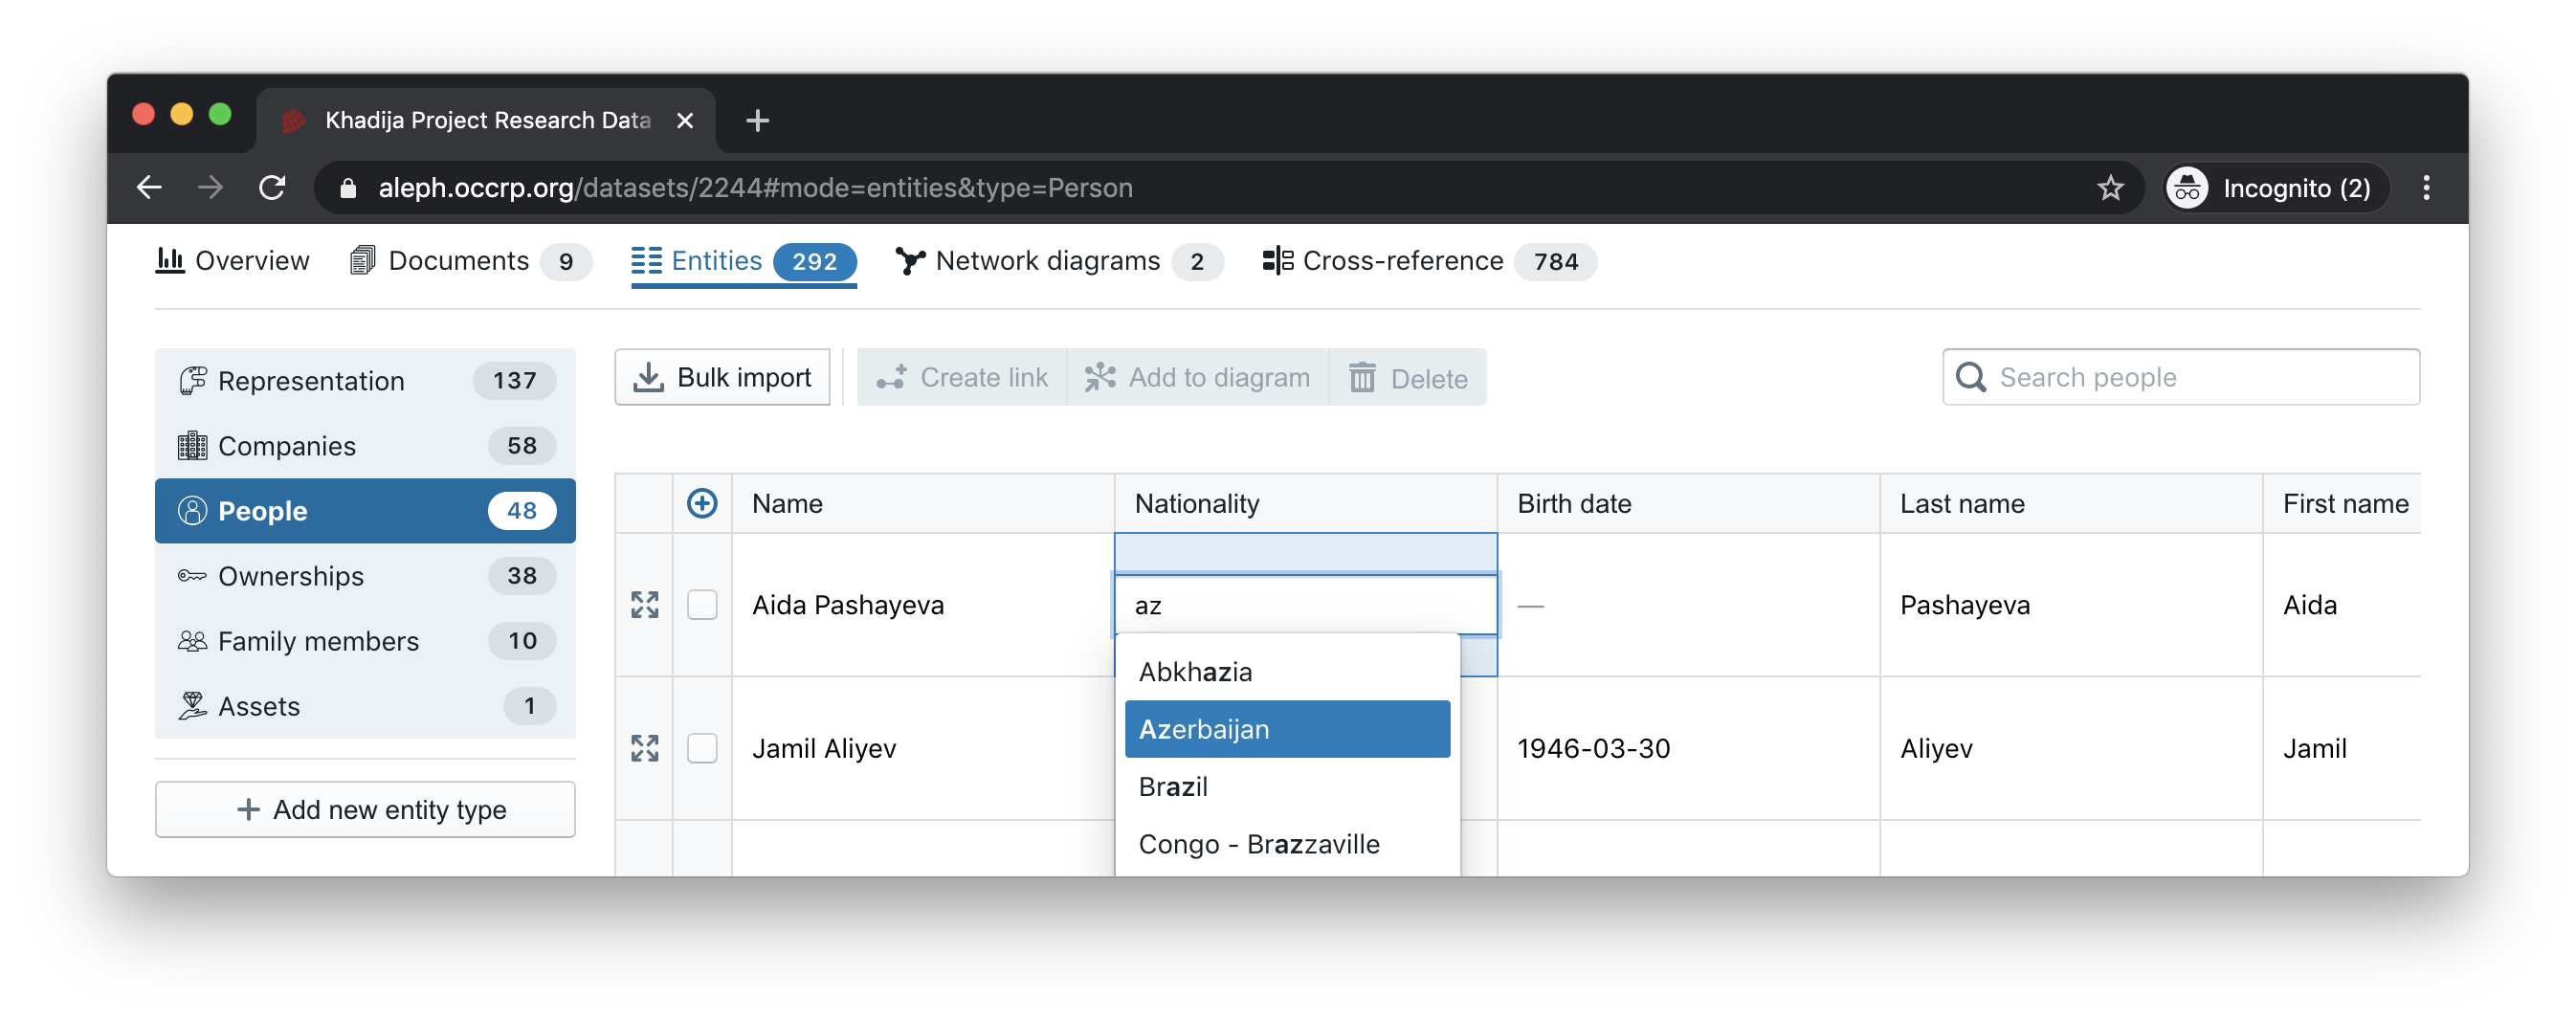 Khadija Project Research Data
aleph.occrp.org/datasets/2244#mode=entities&type=Person
Incognito (2)
Overview
Documents 9
Entities 292
Network diagrams 2
Cross-reference 784
Representation 137
Companies 58
People 48
Ownerships 38
Family members 10
Assets 1
Add new entity type
Bulk import
Create link
Add to diagram
Delete
Search people
Name Nationality Birth date Last name First name
Aida Pashayeva az — Pashayeva Aida
Abkhazia
Azerbaijan
Jamil Aliyev 1946-03-30 Aliyev Jamil
Brazil
Congo - Brazzaville